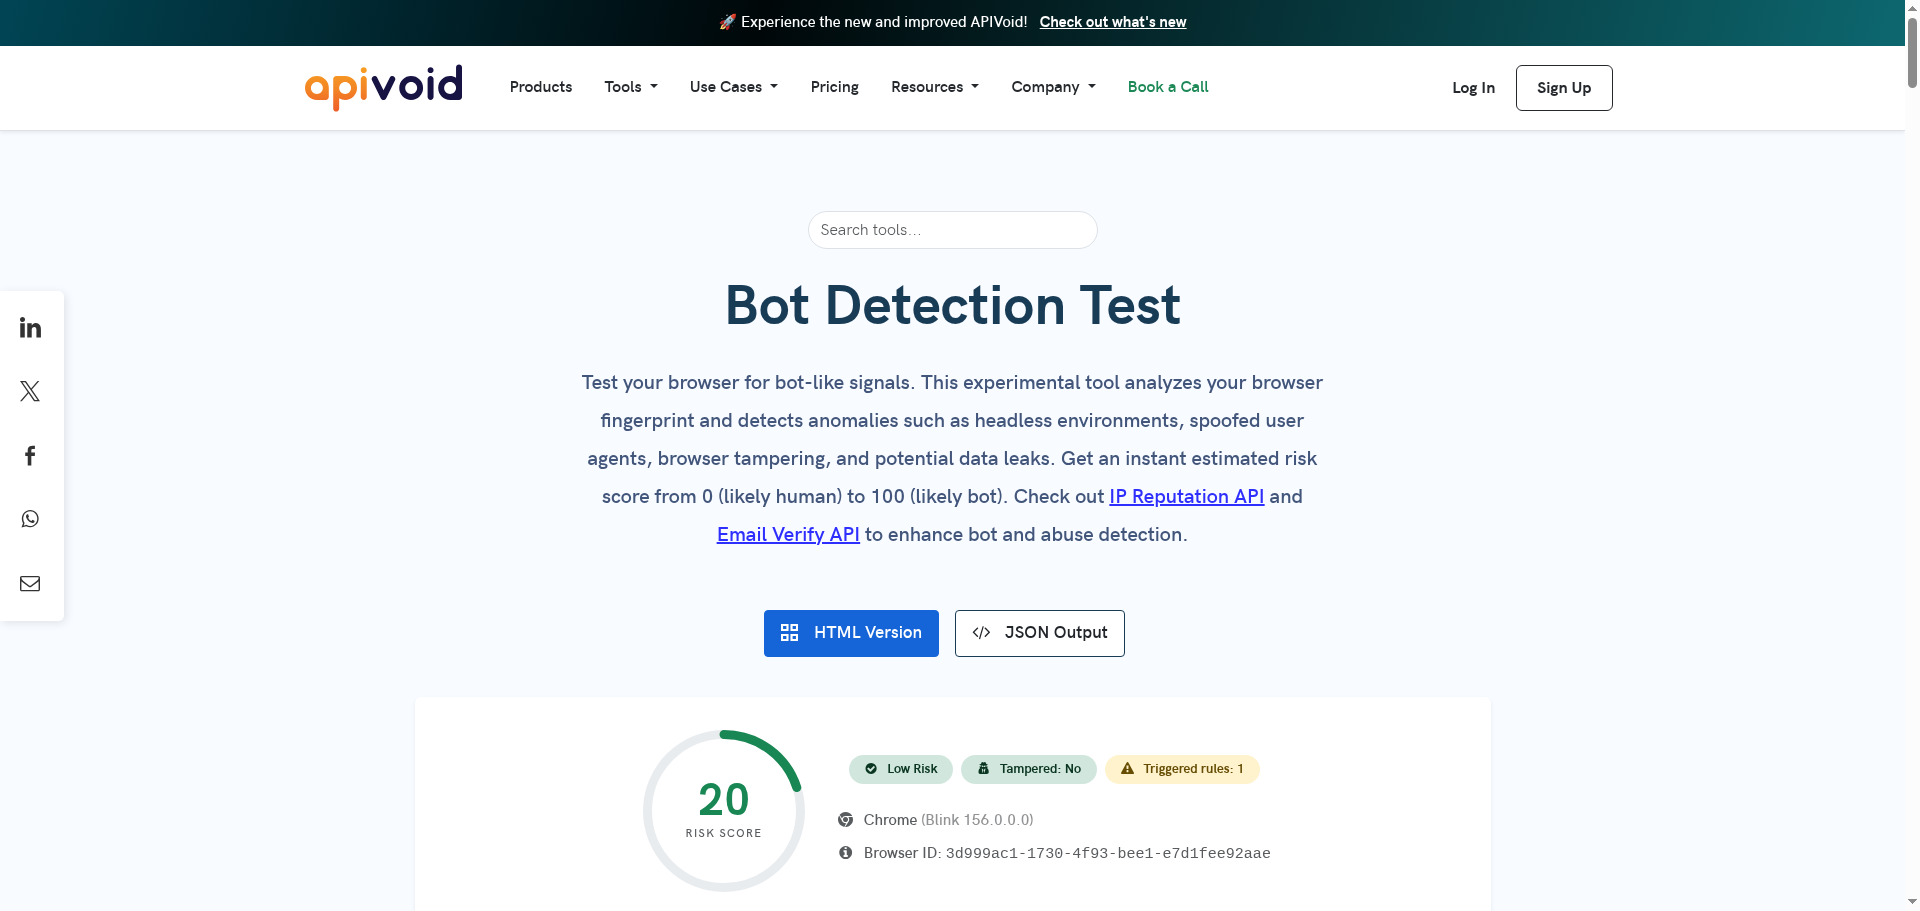 🚀 Experience the new and improved APIVoid! Check out what's new
apivoid
Products
Tools
Use Cases
Pricing
Resources
Company
Book a Call
Log In
Sign Up
Search tools...
Bot Detection Test
Test your browser for bot-like signals. This experimental tool analyzes your browser
fingerprint and detects anomalies such as headless environments, spoofed user
agents, browser tampering, and potential data leaks. Get an instant estimated risk
score from 0 (likely human) to 100 (likely bot). Check out IP Reputation API and
Email Verify API to enhance bot and abuse detection.
HTML Version
JSON Output
20
RISK SCORE
Low Risk
Tampered: No
Triggered rules: 1
Chrome (Blink 156.0.0.0)
Browser ID: 3d999ac1-1730-4f93-bee1-e7d1fee92aae